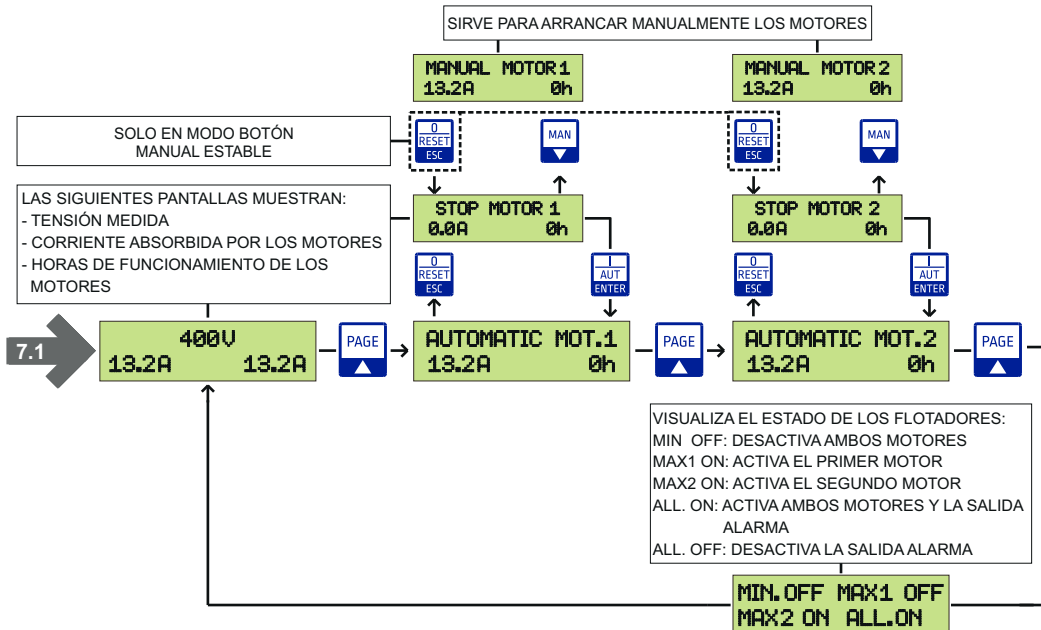 SIRVE PARA ARRANCAR MANUALMENTE LOS MOTORES
MANUAL MOTOR 1
13.2A 0h
MANUAL MOTOR 2
13.2A 0h
SOLO EN MODO BOTÓN
MANUAL ESTABLE
0
RESET
ESC
MAN
0
RESET
ESC
MAN
LAS SIGUIENTES PANTALLAS MUESTRAN:
- TENSIÓN MEDIDA
- CORRIENTE ABSORBIDA POR LOS MOTORES
- HORAS DE FUNCIONAMIENTO DE LOS
MOTORES
STOP MOTOR 1
0.0A 0h
STOP MOTOR 2
0.0A 0h
0
RESET
ESC
I
AUT
ENTER
0
RESET
ESC
I
AUT
ENTER
7.1
400V
13.2A 13.2A
PAGE
AUTOMATIC MOT.1
13.2A 0h
PAGE
AUTOMATIC MOT.2
13.2A 0h
PAGE
VISUALIZA EL ESTADO DE LOS FLOTADORES:
MIN OFF: DESACTIVA AMBOS MOTORES
MAX1 ON: ACTIVA EL PRIMER MOTOR
MAX2 ON: ACTIVA EL SEGUNDO MOTOR
ALL. ON: ACTIVA AMBOS MOTORES Y LA SALIDA
ALARMA
ALL. OFF: DESACTIVA LA SALIDA ALARMA
MIN. OFF MAX1 OFF
MAX2 ON ALL.ON